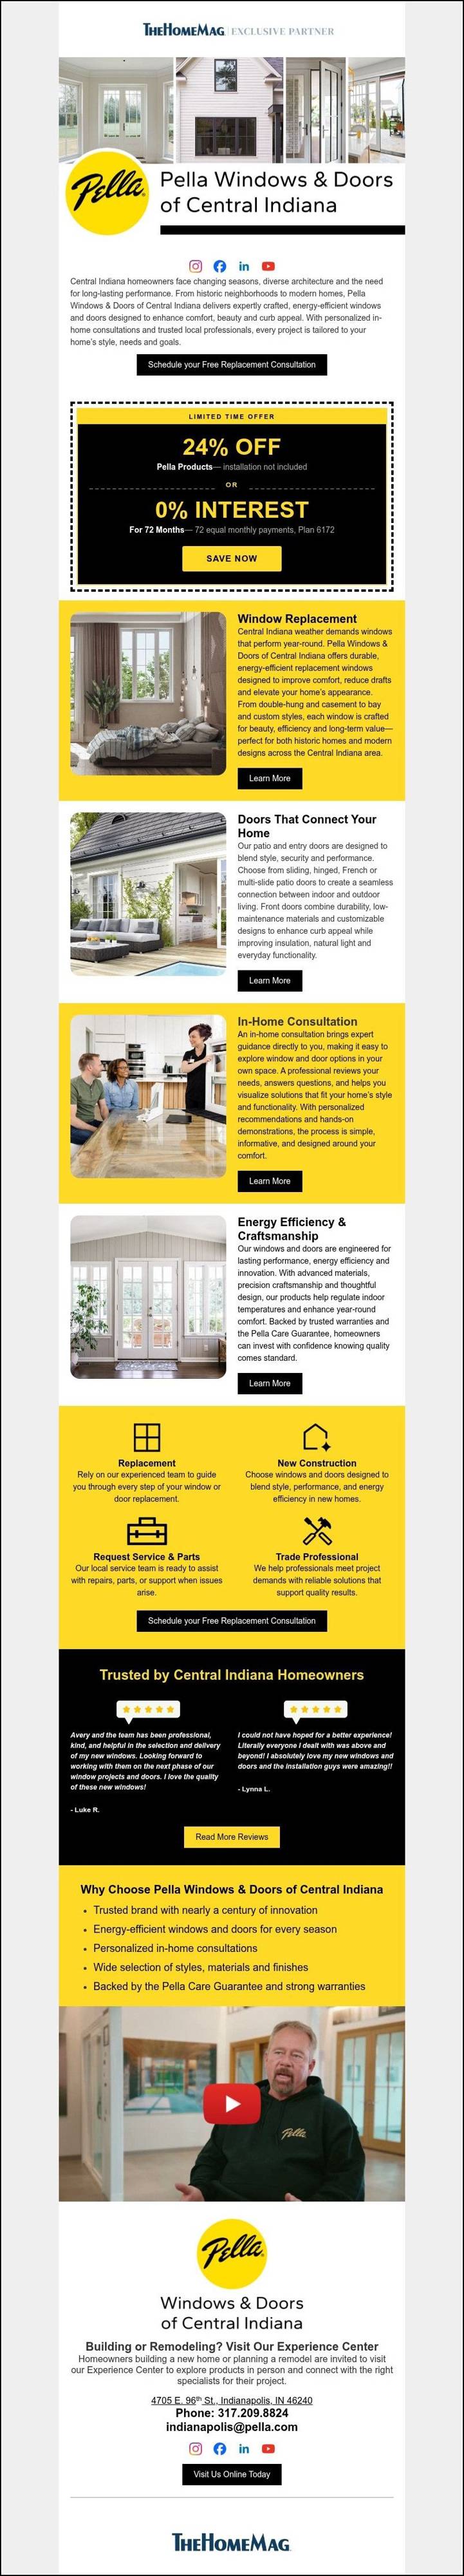 THEHOMEMAG | EXCLUSIVE PARTNER
Pella
Pella Windows & Doors
of Central Indiana
Central Indiana homeowners face changing seasons, diverse architecture and the need
for long-lasting performance. From historic neighborhoods to modern homes, Pella
Windows & Doors of Central Indiana delivers expertly crafted, energy-efficient windows
and doors designed to enhance comfort, beauty and curb appeal. With personalized in-
home consultations and trusted local professionals, every project is tailored to your
home's style, needs and goals.
Schedule your Free Replacement Consultation
LIMITED TIME OFFER
24% OFF
Pella Products— installation not included
OR
0% INTEREST
For 72 Months— 72 equal monthly payments, Plan 6172
SAVE NOW
Window Replacement
Central Indiana weather demands windows
that perform year-round. Pella Windows &
Doors of Central Indiana offers durable,
energy-efficient replacement windows
designed to improve comfort, reduce drafts
and elevate your home's appearance.
From double-hung and casement to bay
and custom styles, each window is crafted
for beauty, efficiency and long-term value—
perfect for both historic homes and modern
designs across the Central Indiana area.
Learn More
Doors That Connect Your
Home
Our patio and entry doors are designed to
blend style, security and performance.
Choose from sliding, hinged, French or
multi-slide patio doors to create a seamless
connection between indoor and outdoor
living. Front doors combine durability, low-
maintenance materials and customizable
designs to enhance curb appeal while
improving insulation, natural light and
everyday functionality.
Learn More
In-Home Consultation
An in-home consultation brings expert
guidance directly to you, making it easy to
explore window and door options in your
own space. A professional reviews your
needs, answers questions, and helps you
visualize solutions that fit your home's style
and functionality. With personalized
recommendations and hands-on
demonstrations, the process is simple,
informative, and designed around your
comfort.
Learn More
Energy Efficiency &
Craftsmanship
Our windows and doors are engineered for
lasting performance, energy efficiency and
innovation. With advanced materials,
precision craftsmanship and thoughtful
design, our products help regulate indoor
temperatures and enhance year-round
comfort. Backed by trusted warranties and
the Pella Care Guarantee, homeowners
can invest with confidence knowing quality
comes standard.
Learn More
Replacement
Rely on our experienced team to guide
you through every step of your window or
door replacement.
New Construction
Choose windows and doors designed to
blend style, performance, and energy
efficiency in new homes.
Request Service & Parts
Our local service team is ready to assist
with repairs, parts, or support when issues
arise.
Trade Professional
We help professionals meet project
demands with reliable solutions that
support quality results.
Schedule your Free Replacement Consultation
Trusted by Central Indiana Homeowners
Avery and the team has been professional,
kind, and helpful in the selection and delivery
of my new windows. Looking forward to
working with them on the next phase of our
window projects and doors. I love the quality
of these new windows!
- Luke R.
I could not have hoped for a better experience!
Literally everyone I dealt with was above and
beyond! I absolutely love my new windows and
doors and the installation guys were amazing!!
- Lynna L.
Read More Reviews
Why Choose Pella Windows & Doors of Central Indiana
• Trusted brand with nearly a century of innovation
• Energy-efficient windows and doors for every season
• Personalized in-home consultations
• Wide selection of styles, materials and finishes
• Backed by the Pella Care Guarantee and strong warranties
Pella
Pella
Windows & Doors
of Central Indiana
Building or Remodeling? Visit Our Experience Center
Homeowners building a new home or planning a remodel are invited to visit
our Experience Center to explore products in person and connect with the right
specialists for their project.
4705 E. 96th St., Indianapolis, IN 46240
Phone: 317.209.8824
indianapolis@pella.com
Visit Us Online Today
THEHOMEMAG